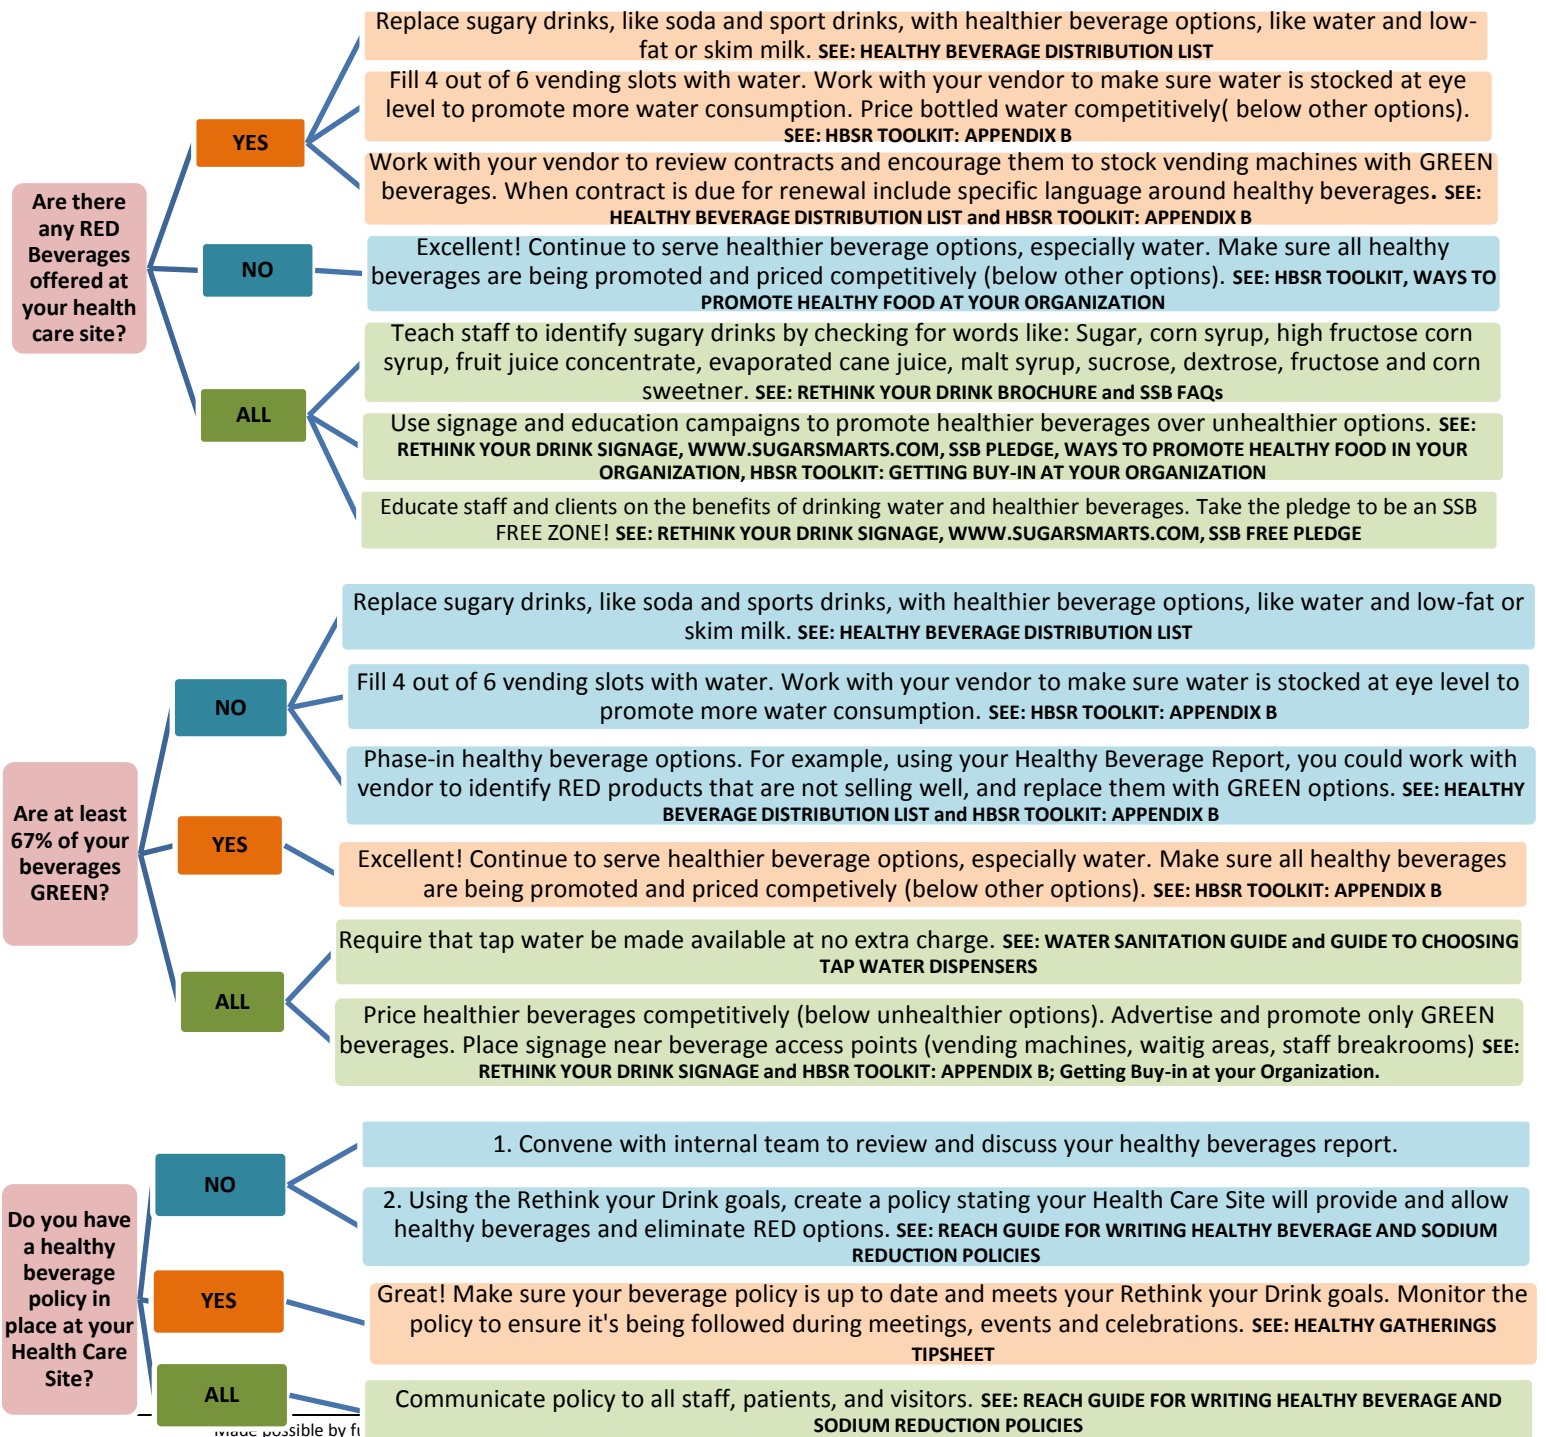 Are there
any RED
Beverages
offered at
your health
care site?
YES
Replace sugary drinks, like soda and sport drinks, with healthier beverage options, like water and low-
fat or skim milk. SEE: HEALTHY BEVERAGE DISTRIBUTION LIST
Fill 4 out of 6 vending slots with water. Work with your vendor to make sure water is stocked at eye
level to promote more water consumption. Price bottled water competitively( below other options).
SEE: HBSR TOOLKIT: APPENDIX B
Work with your vendor to review contracts and encourage them to stock vending machines with GREEN
beverages. When contract is due for renewal include specific language around healthy beverages. SEE:
HEALTHY BEVERAGE DISTRIBUTION LIST and HBSR TOOLKIT: APPENDIX B
NO
Excellent! Continue to serve healthier beverage options, especially water. Make sure all healthy
beverages are being promoted and priced competitively (below other options). SEE: HBSR TOOLKIT, WAYS TO
PROMOTE HEALTHY FOOD AT YOUR ORGANIZATION
ALL
Teach staff to identify sugary drinks by checking for words like: Sugar, corn syrup, high fructose corn
syrup, fruit juice concentrate, evaporated cane juice, malt syrup, sucrose, dextrose, fructose and corn
sweetner. SEE: RETHINK YOUR DRINK BROCHURE and SSB FAQs
Use signage and education campaigns to promote healthier beverages over unhealthier options. SEE:
RETHINK YOUR DRINK SIGNAGE, WWW.SUGARSMARTS.COM, SSB PLEDGE, WAYS TO PROMOTE HEALTHY FOOD IN YOUR
ORGANIZATION, HBSR TOOLKIT: GETTING BUY-IN AT YOUR ORGANIZATION
Educate staff and clients on the benefits of drinking water and healthier beverages. Take the pledge to be an SSB
FREE ZONE! SEE: RETHINK YOUR DRINK SIGNAGE, WWW.SUGARSMARTS.COM, SSB FREE PLEDGE
Are at least
67% of your
beverages
GREEN?
NO
Replace sugary drinks, like soda and sports drinks, with healthier beverage options, like water and low-fat or
skim milk. SEE: HEALTHY BEVERAGE DISTRIBUTION LIST
Fill 4 out of 6 vending slots with water. Work with your vendor to make sure water is stocked at eye level to
promote more water consumption. SEE: HBSR TOOLKIT: APPENDIX B
Phase-in healthy beverage options. For example, using your Healthy Beverage Report, you could work with
vendor to identify RED products that are not selling well, and replace them with GREEN options. SEE: HEALTHY
BEVERAGE DISTRIBUTION LIST and HBSR TOOLKIT: APPENDIX B
YES
Excellent! Continue to serve healthier beverage options, especially water. Make sure all healthy beverages
are being promoted and priced competively (below other options). SEE: HBSR TOOLKIT: APPENDIX B
ALL
Require that tap water be made available at no extra charge. SEE: WATER SANITATION GUIDE and GUIDE TO CHOOSING
TAP WATER DISPENSERS
Price healthier beverages competitively (below unhealthier options). Advertise and promote only GREEN
beverages. Place signage near beverage access points (vending machines, waitig areas, staff breakrooms) SEE:
RETHINK YOUR DRINK SIGNAGE and HBSR TOOLKIT: APPENDIX B; Getting Buy-in at your Organization.
Do you have
a healthy
beverage
policy in
place at your
Health Care
Site?
NO
1. Convene with internal team to review and discuss your healthy beverages report.
2. Using the Rethink your Drink goals, create a policy stating your Health Care Site will provide and allow
healthy beverages and eliminate RED options. SEE: REACH GUIDE FOR WRITING HEALTHY BEVERAGE AND SODIUM
REDUCTION POLICIES
YES
Great! Make sure your beverage policy is up to date and meets your Rethink your Drink goals. Monitor the
policy to ensure it's being followed during meetings, events and celebrations. SEE: HEALTHY GATHERINGS
TIPSHEET
ALL
Communicate policy to all staff, patients, and visitors. SEE: REACH GUIDE FOR WRITING HEALTHY BEVERAGE AND
SODIUM REDUCTION POLICIES
Made possible by